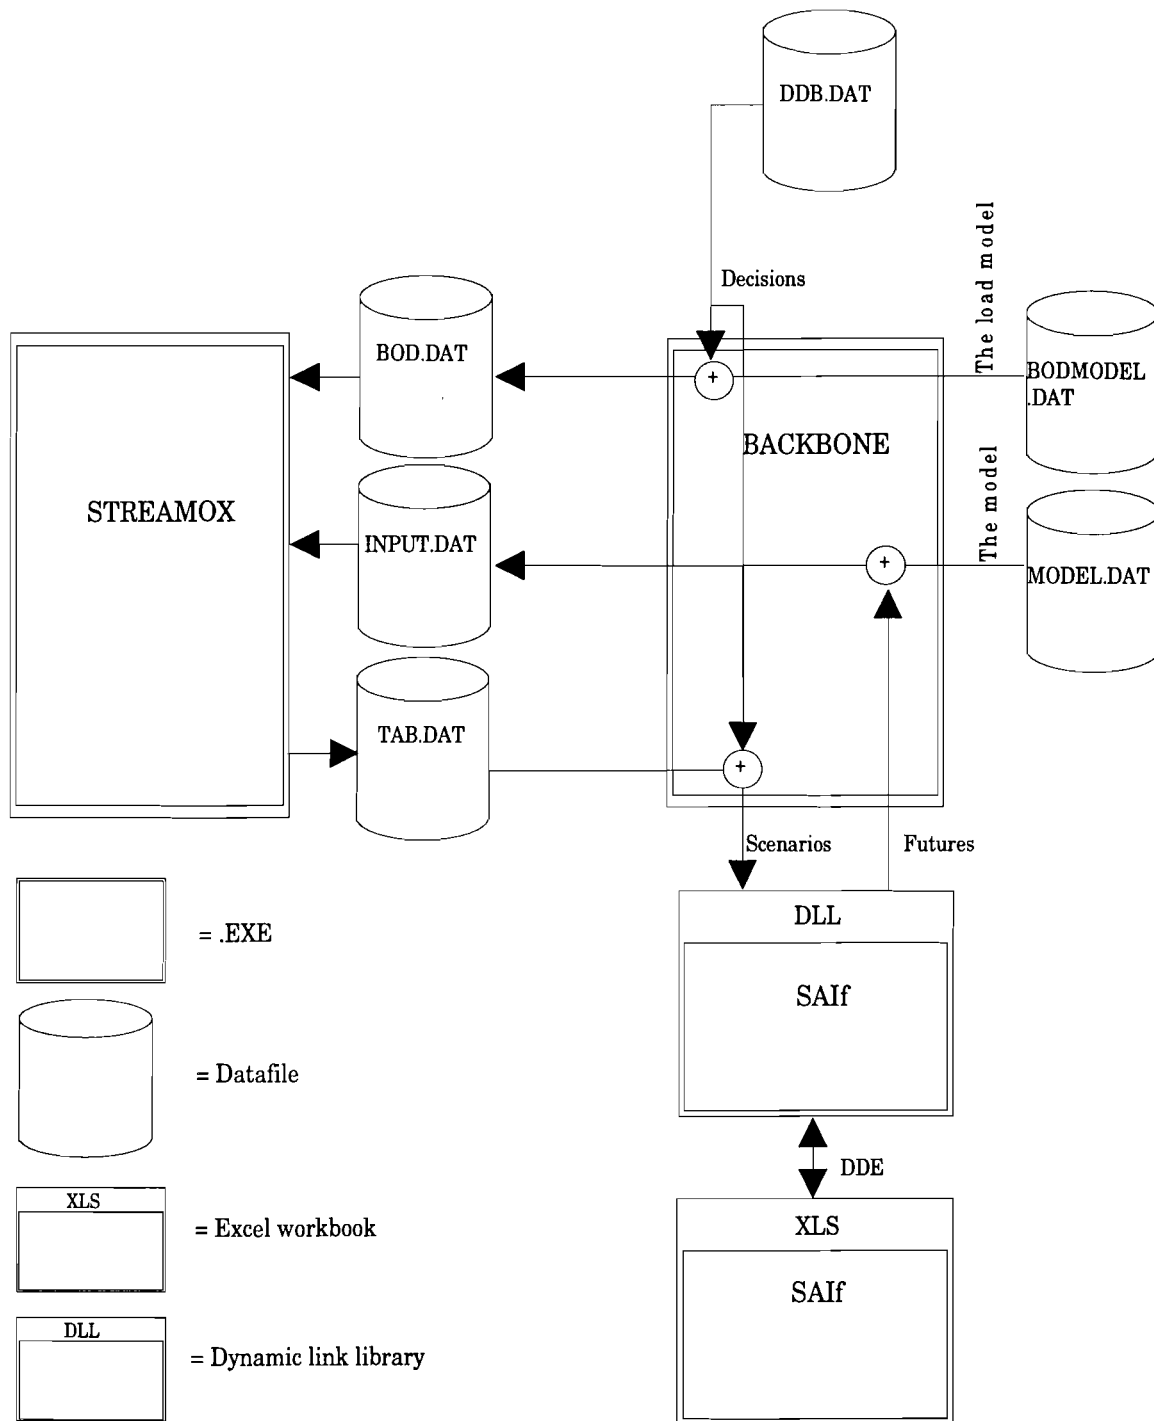 DDB.DAT
The load model
Decisions
BOD.DAT
+
BODMODEL
.DAT
BACKBONE
The model
STREAMOX
INPUT.DAT
+
MODEL.DAT
TAB.DAT
+
Scenarios
Futures
DLL
= .EXE
SAIf
= Datafile
DDE
XLS
XLS
= Excel workbook
SAIf
DLL
= Dynamic link library